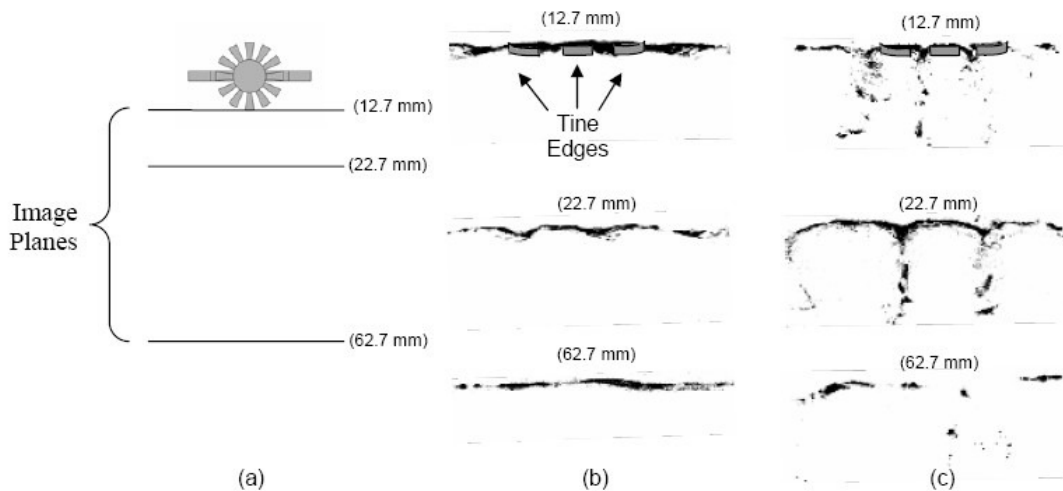 (12.7 mm)
(22.7 mm)
Image
Planes
(62.7 mm)
(a)
(12.7 mm)
Tine
Edges
(22.7 mm)
(62.7 mm)
(b)
(12.7 mm)
(22.7 mm)
(62.7 mm)
(c)